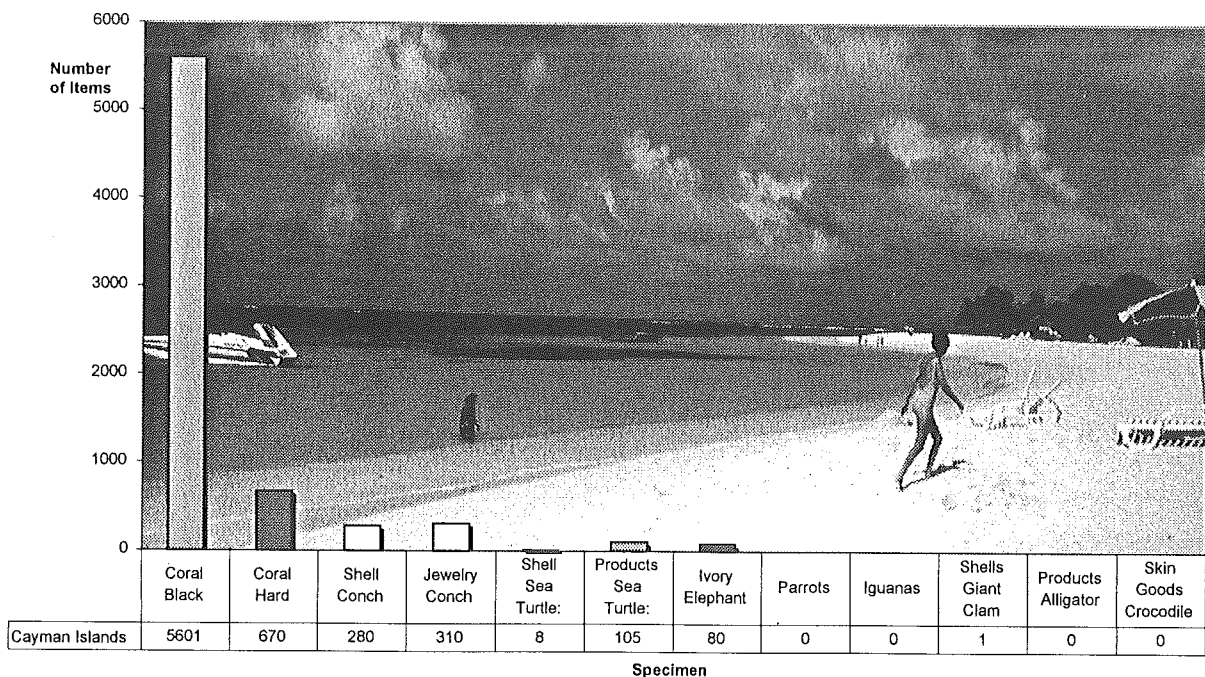 6000
Number
of Items
5000
4000
3000
2000
1000
0
Coral
Black
Coral
Hard
Shell
Conch
Jewelry
Conch
Shell
Sea
Turtle:
Products
Sea
Turtle:
Ivory
Elephant
Parrots
Iguanas
Shells
Giant
Clam
Products
Alligator
Skin
Goods
Crocodile
Cayman Islands 5601 670 280 310 8 105 80 0 0 1 0 0
Specimen